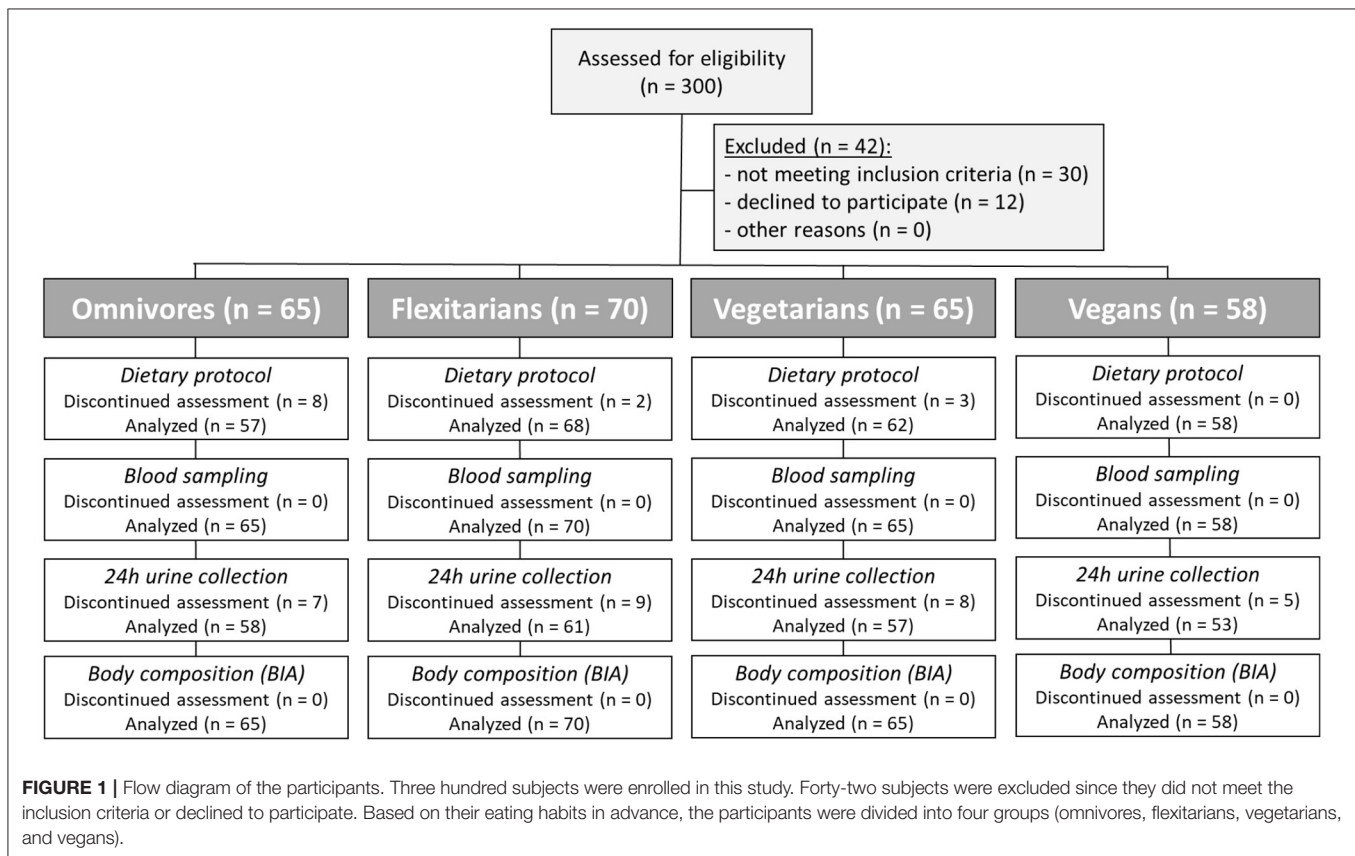 Assessed for eligibility
(n = 300)
Excluded (n = 42):
- not meeting inclusion criteria (n = 30)
- declined to participate (n = 12)
- other reasons (n = 0)
Omnivores (n = 65)
Dietary protocol
Discontinued assessment (n = 8)
Analyzed (n = 57)
Blood sampling
Discontinued assessment (n = 0)
Analyzed (n = 65)
24h urine collection
Discontinued assessment (n = 7)
Analyzed (n = 58)
Body composition (BIA)
Discontinued assessment (n = 0)
Analyzed (n = 65)
Flexitarians (n = 70)
Dietary protocol
Discontinued assessment (n = 2)
Analyzed (n = 68)
Blood sampling
Discontinued assessment (n = 0)
Analyzed (n = 70)
24h urine collection
Discontinued assessment (n = 9)
Analyzed (n = 61)
Body composition (BIA)
Discontinued assessment (n = 0)
Analyzed (n = 70)
Vegetarians (n = 65)
Dietary protocol
Discontinued assessment (n = 3)
Analyzed (n = 62)
Blood sampling
Discontinued assessment (n = 0)
Analyzed (n = 65)
24h urine collection
Discontinued assessment (n = 8)
Analyzed (n = 57)
Body composition (BIA)
Discontinued assessment (n = 0)
Analyzed (n = 65)
Vegans (n = 58)
Dietary protocol
Discontinued assessment (n = 0)
Analyzed (n = 58)
Blood sampling
Discontinued assessment (n = 0)
Analyzed (n = 58)
24h urine collection
Discontinued assessment (n = 5)
Analyzed (n = 53)
Body composition (BIA)
Discontinued assessment (n = 0)
Analyzed (n = 58)
FIGURE 1 | Flow diagram of the participants. Three hundred subjects were enrolled in this study. Forty-two subjects were excluded since they did not meet the
inclusion criteria or declined to participate. Based on their eating habits in advance, the participants were divided into four groups (omnivores, flexitarians, vegetarians,
and vegans).